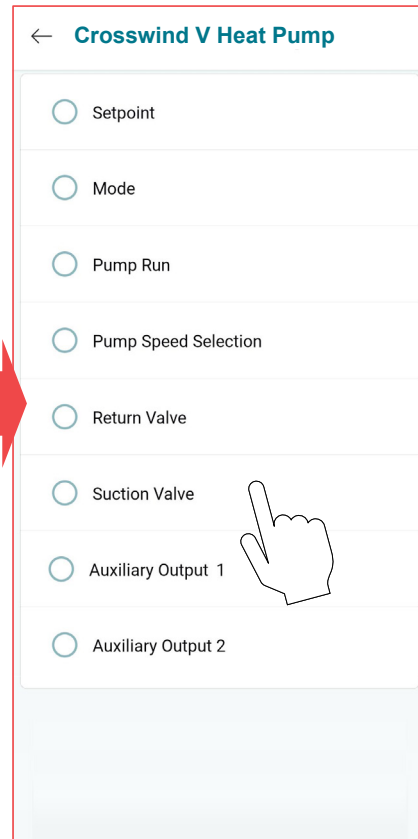 Crosswind V Heat Pump
Setpoint
Mode
Pump Run
Pump Speed Selection
Return Valve
Suction Valve
Auxiliary Output 1
Auxiliary Output 2